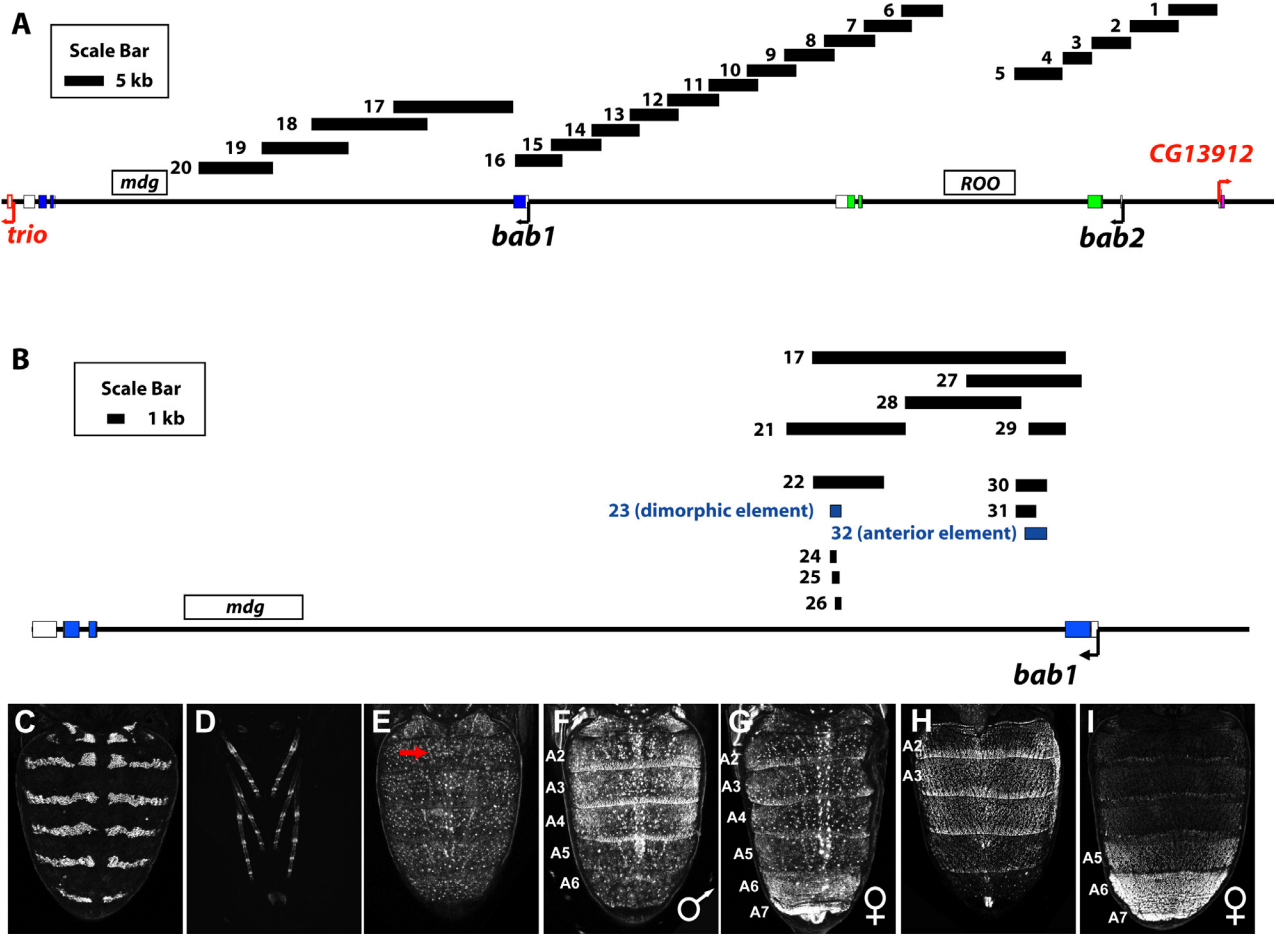 A
Scale Bar
5 kb
1
2
3
4
5
6
7
8
9
10
11
12
13
14
15
16
17
18
19
20
mdg
ROO
CG13912
trio
bab1
bab2
B
Scale Bar
1 kb
17
27
28
21
29
22
30
23 (dimorphic element)
31
32 (anterior element)
24
25
26
mdg
bab1
C
D
E
F
A2
A3
A4
A5
A6
♂
G
A2
A3
A4
A5
A6
A7
♀
H
A2
A3
I
A5
A6
A7
♀